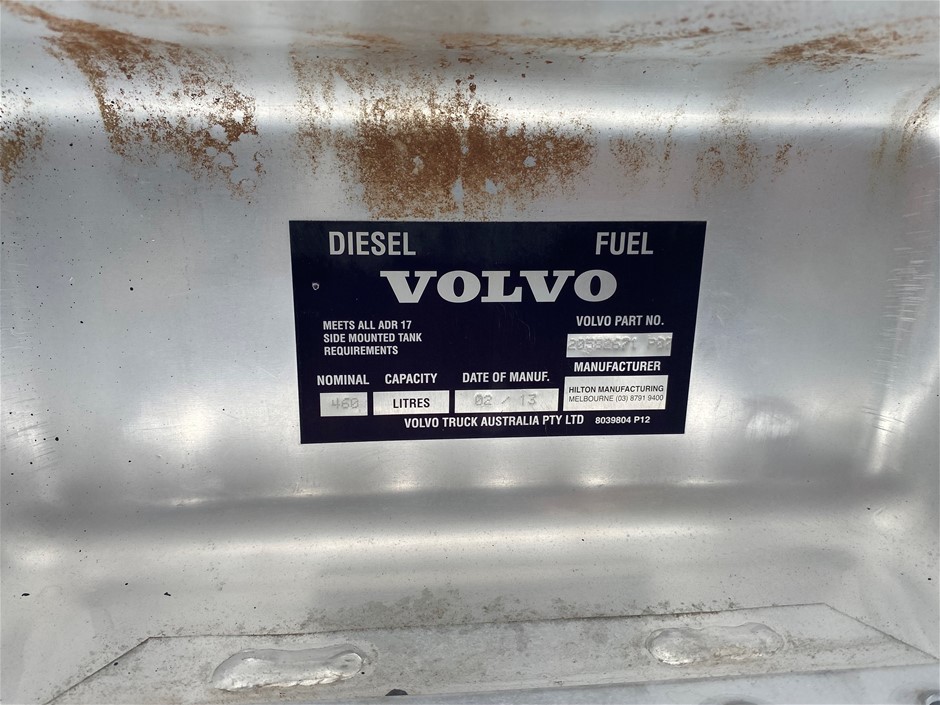 DIESEL FUEL
VOLVO
MEETS ALL ADR 17
SIDE MOUNTED TANK
REQUIREMENTS
VOLVO PART NO.
MANUFACTURER
HILTON MANUFACTURING
MELBOURNE (03) 8791 9400
NOMINAL CAPACITY DATE OF MANUF.
460 LITRES 02 / 13
VOLVO TRUCK AUSTRALIA PTY LTD 8039804 P12